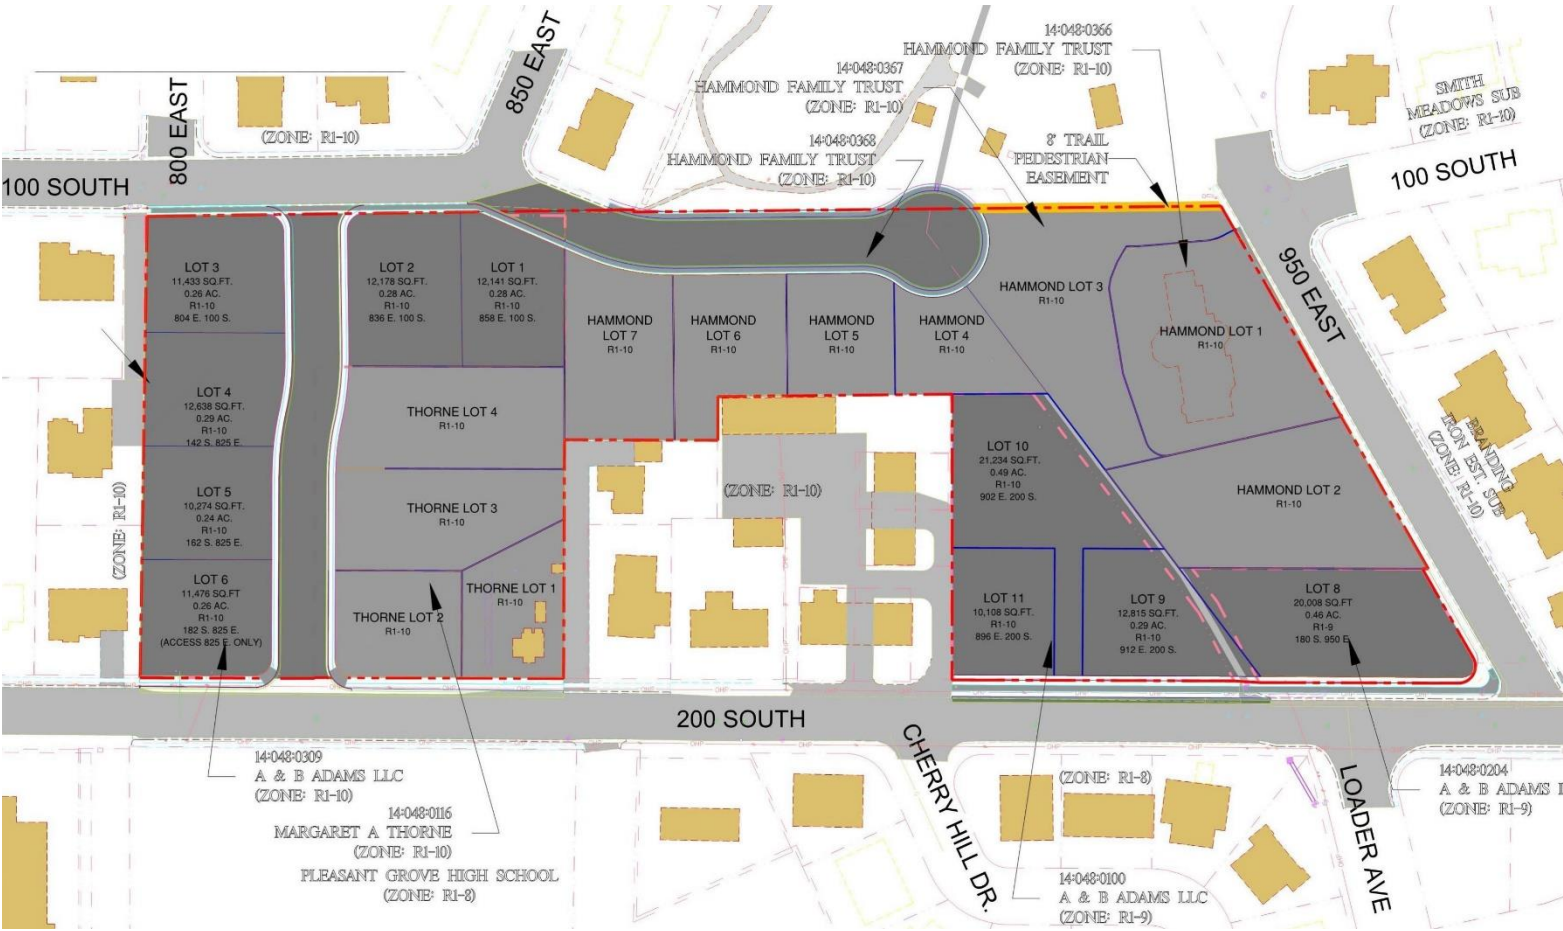 14:048:0366
HAMMOND FAMILY TRUST
(ZONE: R1-10)
14:048:0367
HAMMOND FAMILY TRUST
(ZONE: R1-10)
14:048:0368
HAMMOND FAMILY TRUST
(ZONE: R1-10)
8' TRAIL
PEDESTRIAN
EASEMENT
SMITH
MEADOWS SUB
(ZONE: R1-10)
850 EAST
800 EAST
(ZONE: R1-10)
100 SOUTH
100 SOUTH
950 EAST
LOT 3
11,433 SQ.FT.
0.26 AC.
R1-10
804 E. 100 S.
LOT 2
12,178 SQ.FT.
0.28 AC.
R1-10
836 E. 100 S.
LOT 1
12,141 SQ.FT.
0.28 AC.
R1-10
858 E. 100 S.
HAMMOND
LOT 7
R1-10
HAMMOND
LOT 6
R1-10
HAMMOND
LOT 5
R1-10
HAMMOND
LOT 4
R1-10
HAMMOND LOT 3
R1-10
HAMMOND LOT 1
R1-10
LOT 4
12,638 SQ.FT.
0.29 AC.
R1-10
142 S. 825 E.
THORNE LOT 4
R1-10
LOT 10
21,234 SQ.FT.
0.49 AC.
R1-10
902 E. 200 S.
BRANDING
IRON EST. SUB
(ZONE: R1-10)
(ZONE: R1-10)
LOT 5
10,274 SQ.FT.
0.24 AC.
R1-10
162 S. 825 E.
THORNE LOT 3
R1-10
(ZONE: R1-10)
HAMMOND LOT 2
R1-10
LOT 6
11,476 SQ.FT
0.26 AC.
R1-10
182 S. 825 E.
(ACCESS 825 E. ONLY)
THORNE LOT 2
R1-10
THORNE LOT 1
R1-10
LOT 11
10,108 SQ.FT.
R1-10
896 E. 200 S.
LOT 9
12,815 SQ.FT.
0.29 AC.
R1-10
912 E. 200 S.
LOT 8
20,008 SQ.FT
0.46 AC.
R1-9
180 S. 950 E
200 SOUTH
14:048:0309
A & B ADAMS LLC
(ZONE: R1-10)
14:048:0116
MARGARET A THORNE
(ZONE: R1-10)
PLEASANT GROVE HIGH SCHOOL
(ZONE: R1-8)
CHERRY HILL DR.
(ZONE: R1-8)
14:048:0100
A & B ADAMS LLC
(ZONE: R1-9)
LOADER AVE
14:048:0204
A & B ADAMS
(ZONE: R1-9)